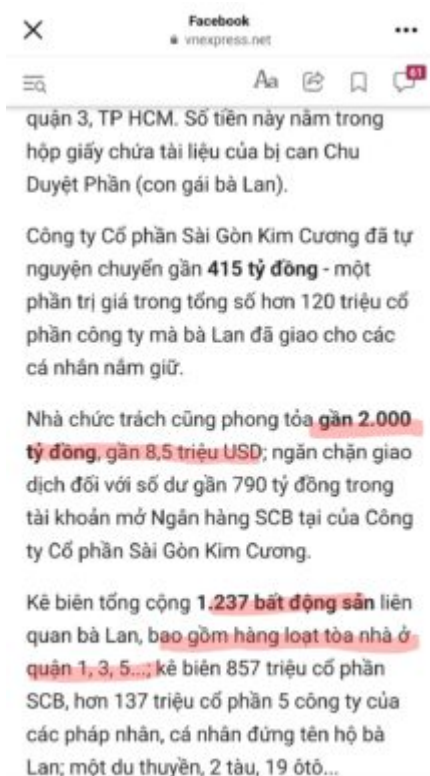 Facebook
vnexpress.net
Aa
61
quận 3, TP HCM. Số tiền này nằm trong
hộp giấy chứa tài liệu của bị can Chu
Duyệt Phấn (con gái bà Lan).
Công ty Cổ phần Sài Gòn Kim Cương đã tự
nguyện chuyển gần 415 tỷ đồng - một
phần trị giá trong tổng số hơn 120 triệu cổ
phần công ty mà bà Lan đã giao cho các
cá nhân nắm giữ.
Nhà chức trách cũng phong tỏa gần 2.000
tỷ đồng, gần 8,5 triệu USD; ngăn chặn giao
dịch đối với số dư gần 790 tỷ đồng trong
tài khoản mở Ngân hàng SCB tại của Công
ty Cổ phần Sài Gòn Kim Cương.
Kê biên tổng cộng 1.237 bất động sản liên
quan bà Lan, bao gồm hàng loạt tòa nhà ở
quận 1, 3, 5...; kê biên 857 triệu cổ phần
SCB, hơn 137 triệu cổ phần 5 công ty của
các pháp nhân, cá nhân đứng tên hộ bà
Lan; một du thuyền, 2 tàu, 19 ôtô...